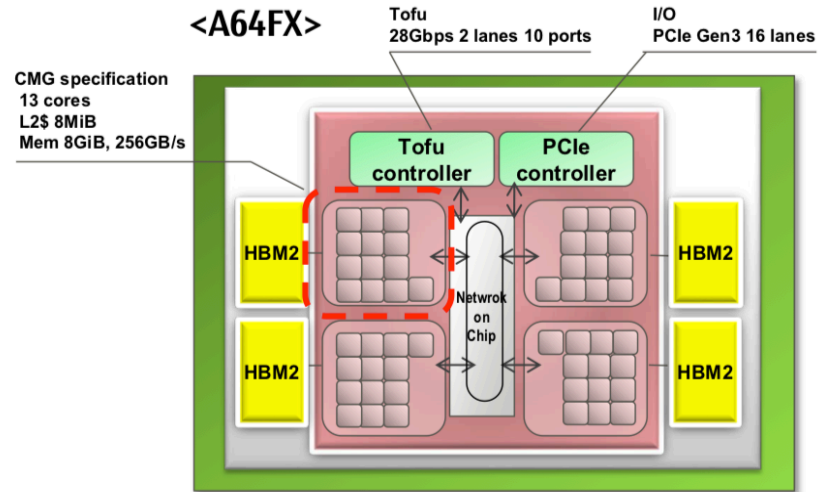 <A64FX>
Tofu
28Gbps 2 lanes 10 ports
I/O
PCIe Gen3 16 lanes
CMG specification
13 cores
L2$ 8MiB
Mem 8GiB, 256GB/s
Tofu
controller
PCIe
controller
HBM2
HBM2
Netwrok
on
Chip
HBM2
HBM2